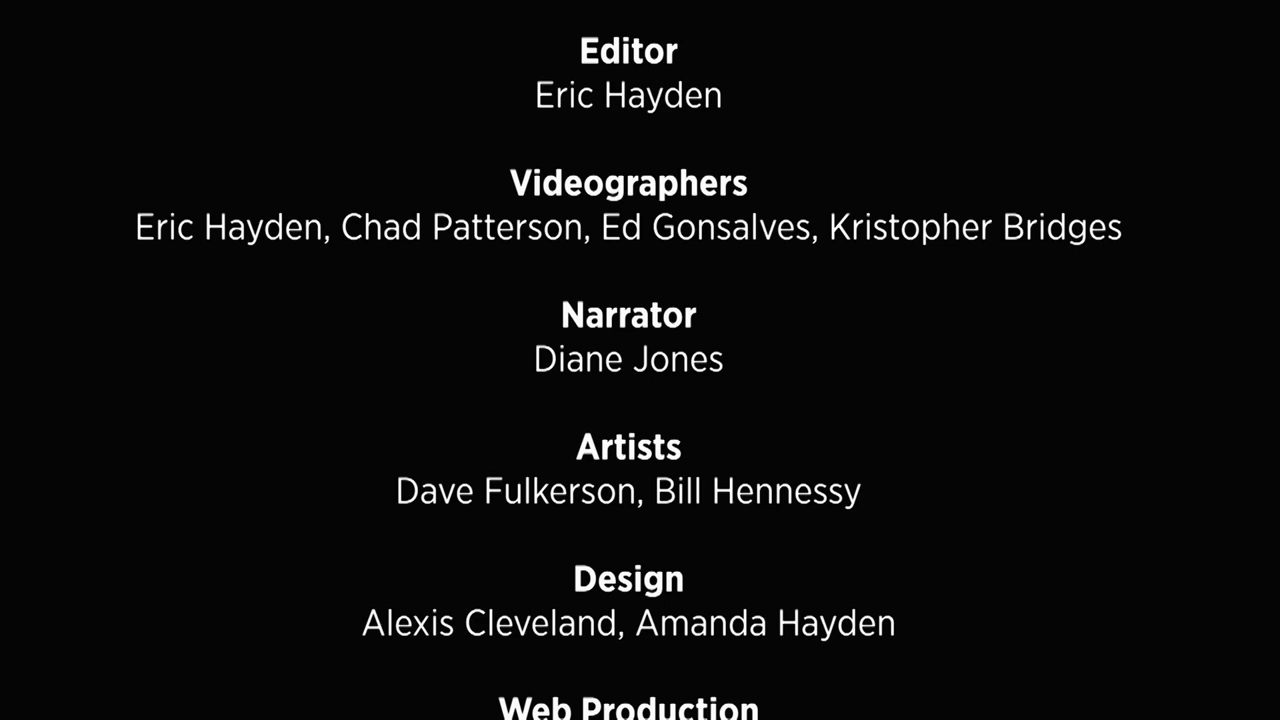 Editor
Eric Hayden
Videographers
Eric Hayden, Chad Patterson, Ed Gonsalves, Kristopher Bridges
Narrator
Diane Jones
Artists
Dave Fulkerson, Bill Hennessy
Design
Alexis Cleveland, Amanda Hayden
Web Production